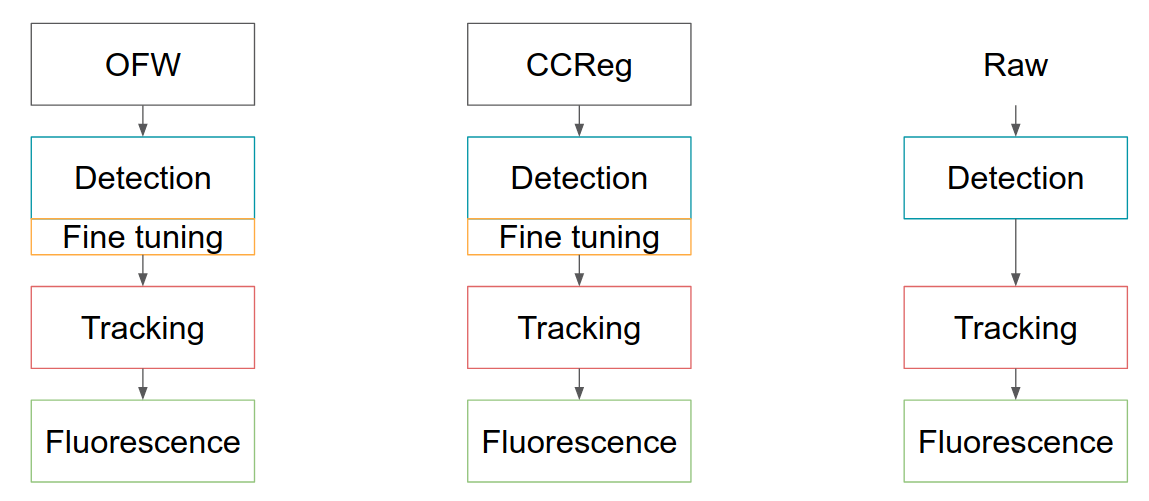 OFW
Detection
Fine tuning
Tracking
Fluorescence
CCReg
Detection
Fine tuning
Tracking
Fluorescence
Raw
Detection
Tracking
Fluorescence